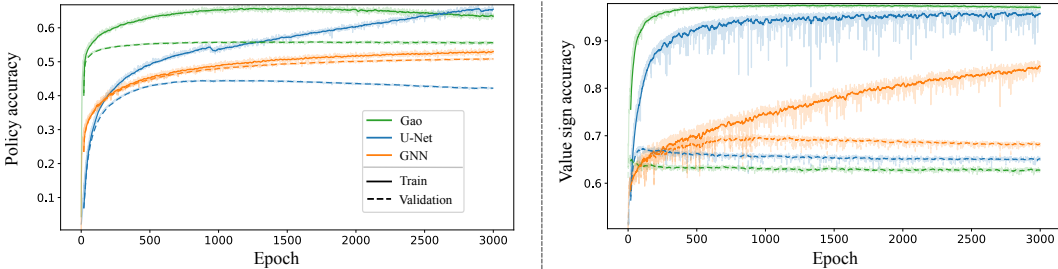 Policy accuracy
0.6
0.5
0.4
0.3
0.2
0.1
0
500
1000
1500
2000
2500
3000
Epoch
Gao
U-Net
GNN
Train
Validation
Value sign accuracy
0.9
0.8
0.7
0.6
0
500
1000
1500
2000
2500
3000
Epoch